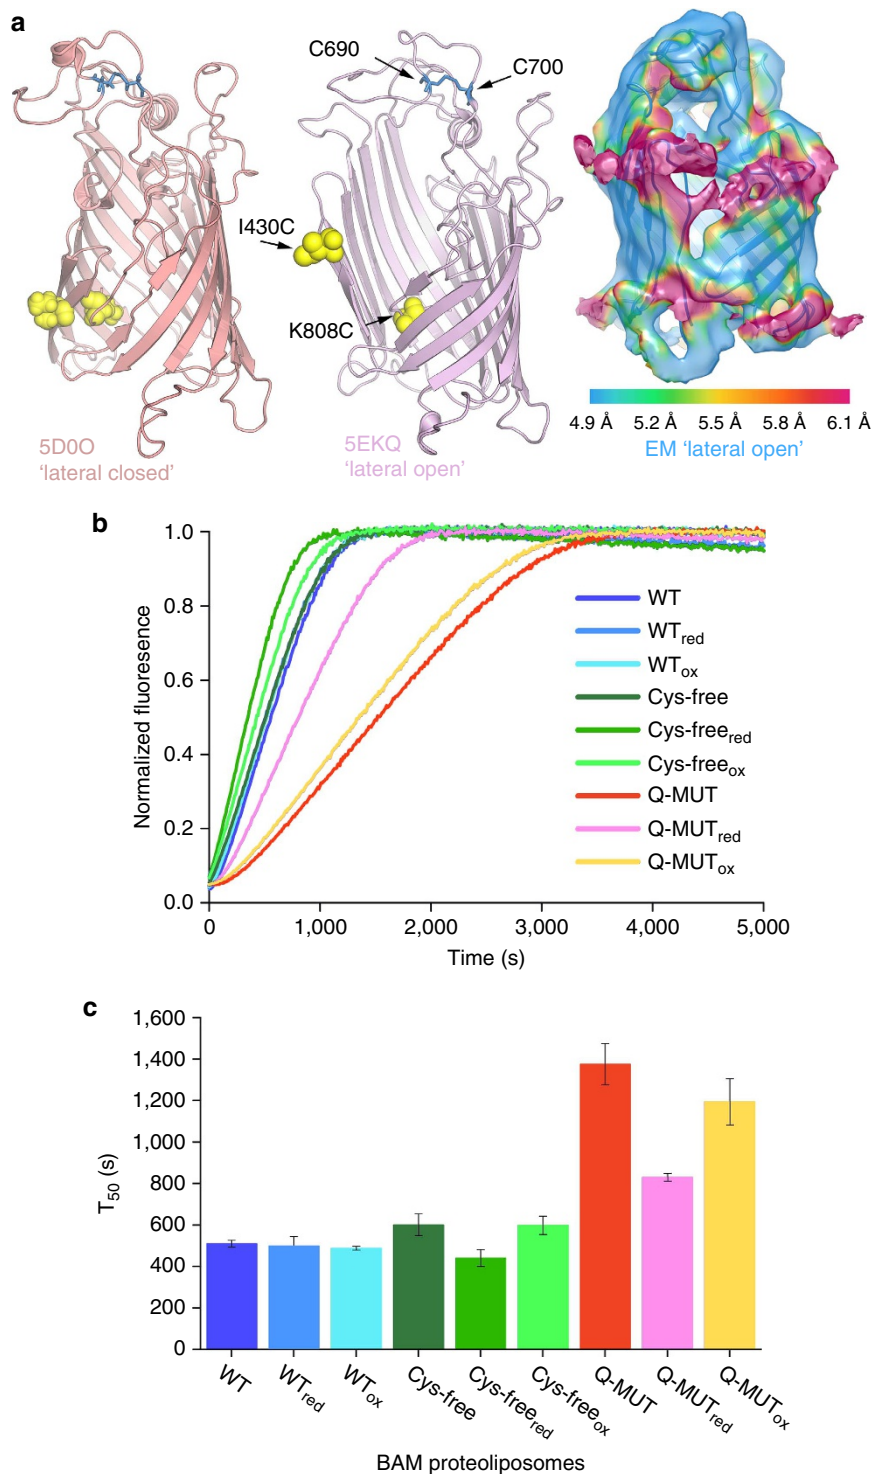 a
C690
C700
I430C
K808C
5D0O
'lateral closed'
5EKQ
'lateral open'
4.9 Å 5.2 Å 5.5 Å 5.8 Å 6.1 Å
EM 'lateral open'
b
Normalized fluoresence
1.0
0.8
0.6
0.4
0.2
0.0
0 1,000 2,000 3,000 4,000 5,000
Time (s)
WT
WTred
WTox
Cys-free
Cys-freered
Cys-freeox
Q-MUT
Q-MUTred
Q-MUTox
c
T50 (s)
1,600
1,400
1,200
1,000
800
600
400
200
0
WT
WTred
WTox
Cys-free
Cys-freered
Cys-freeox
Q-MUT
Q-MUTred
Q-MUTox
BAM proteoliposomes